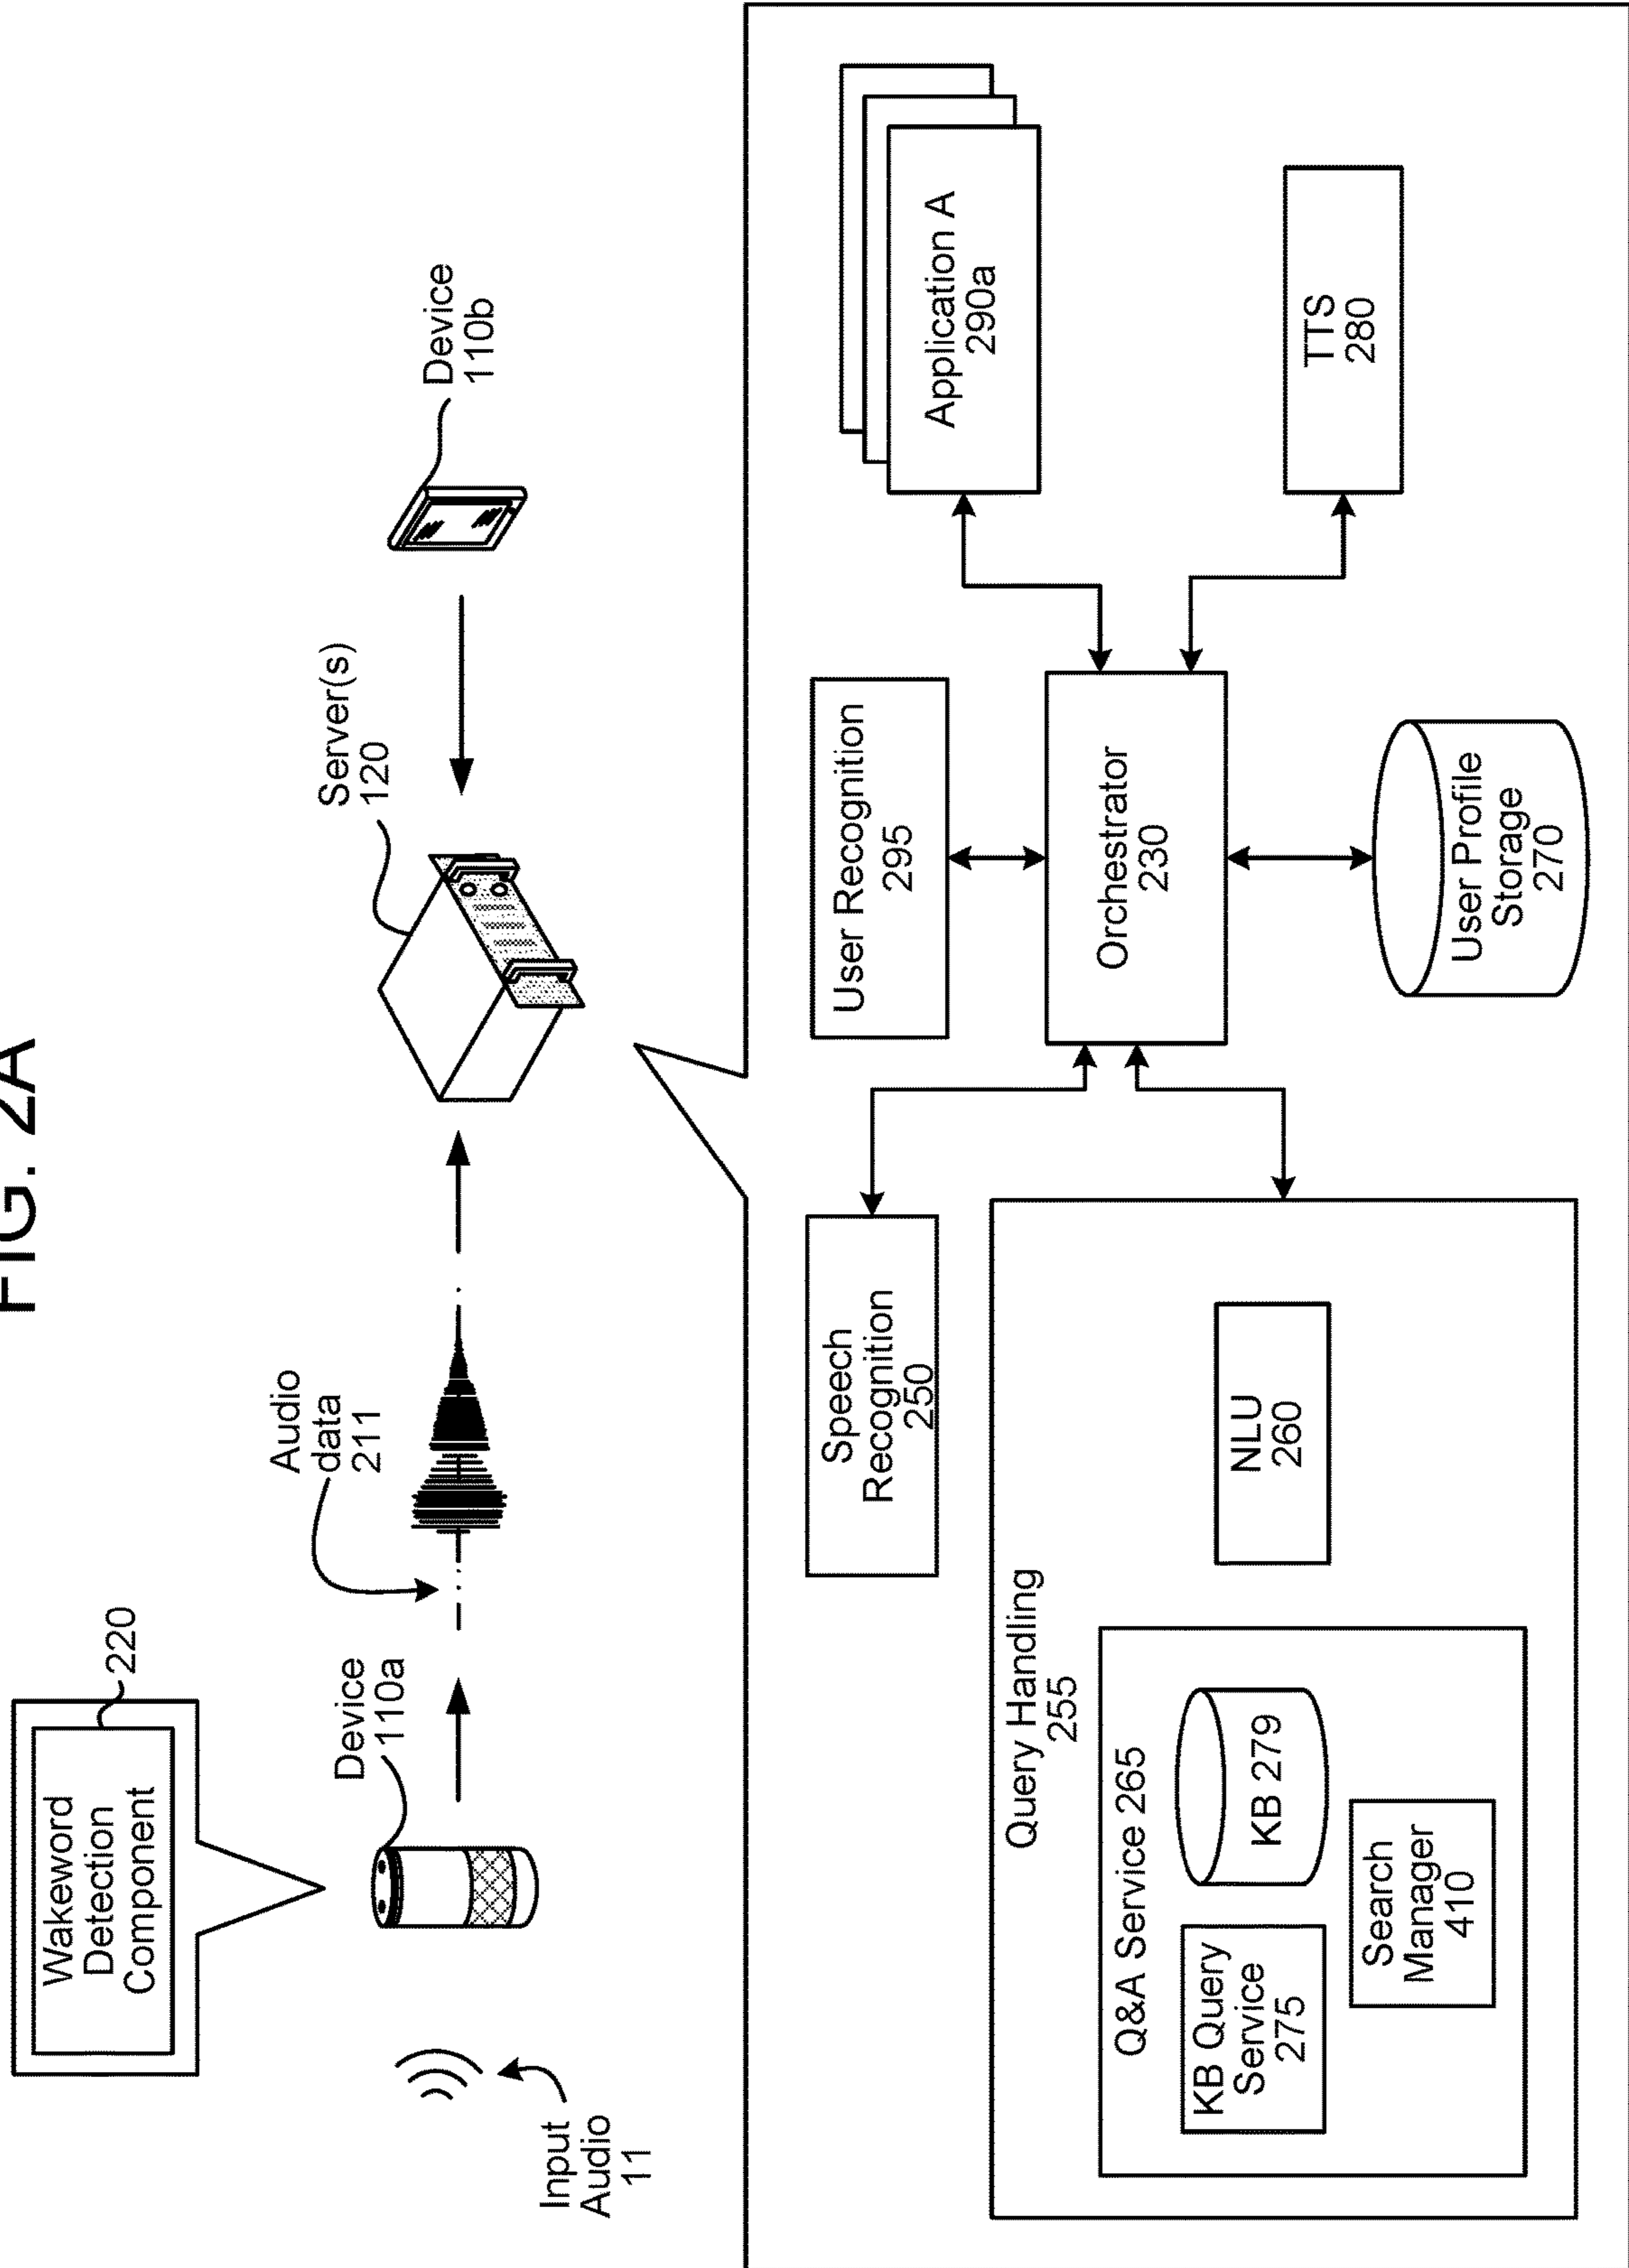 FIG. 2A
Wakeword
Detection
Component
220
Input
Audio
11
Device
110a
Audio
data
211
Server(s)
120
Device
110b
Speech
Recognition
250
User Recognition
295
Application A
290a
Orchestrator
230
TTS
280
User Profile
Storage
270
Query Handling
255
Q&A Service 265
KB Query
Service
275
KB 279
Search
Manager
410
NLU
260